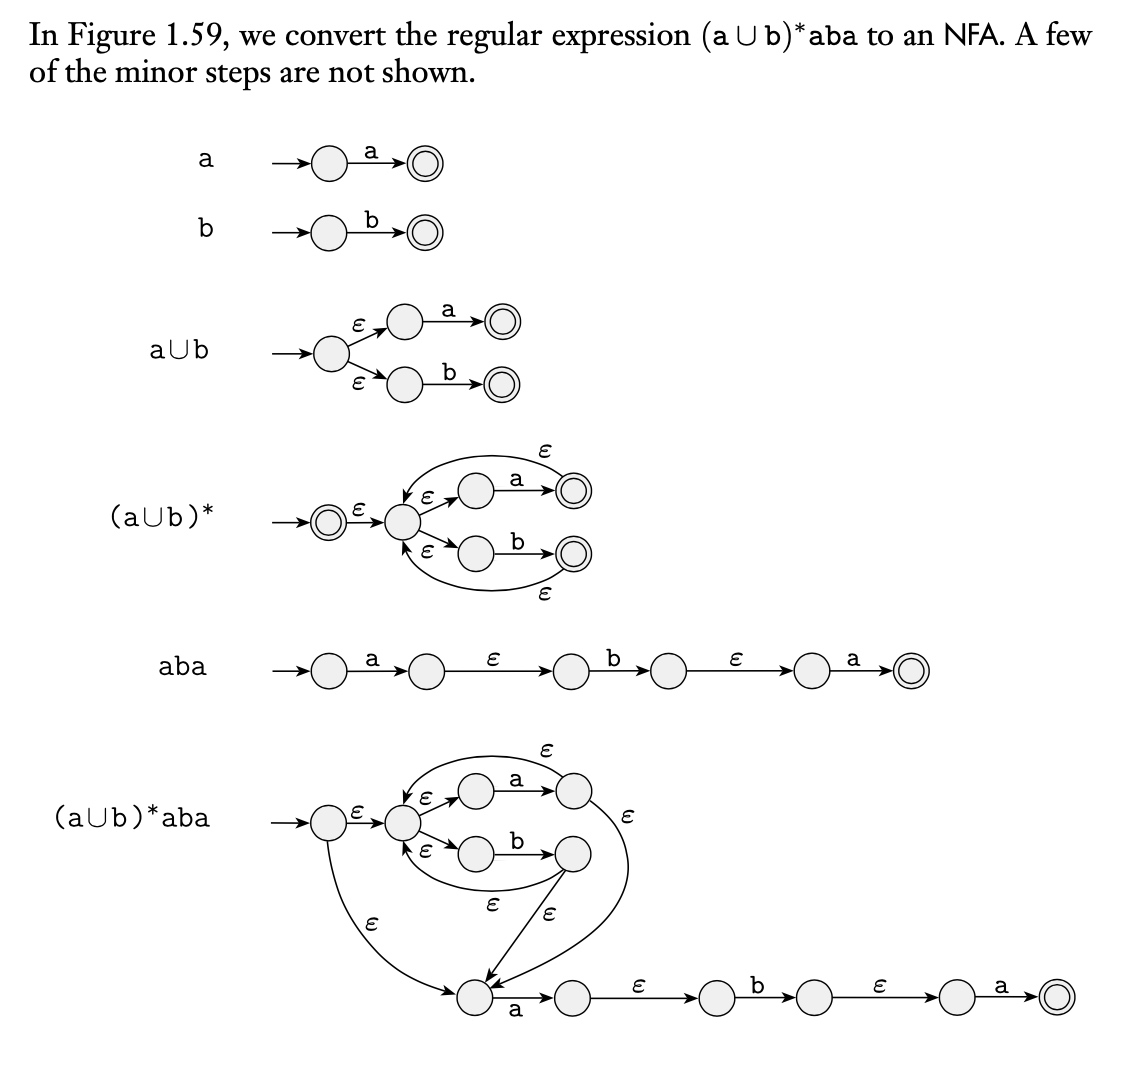 In Figure 1.59, we convert the regular expression (a ∪ b)*aba to an NFA. A few
of the minor steps are not shown.
a
a
b
b
a∪b
ε
a
ε
b
(a∪b)*
ε
ε
ε
a
ε
b
ε
aba
a
ε
b
ε
a
(a∪b)*aba
ε
ε
ε
a
ε
ε
b
ε
ε
ε
a
ε
b
ε
a